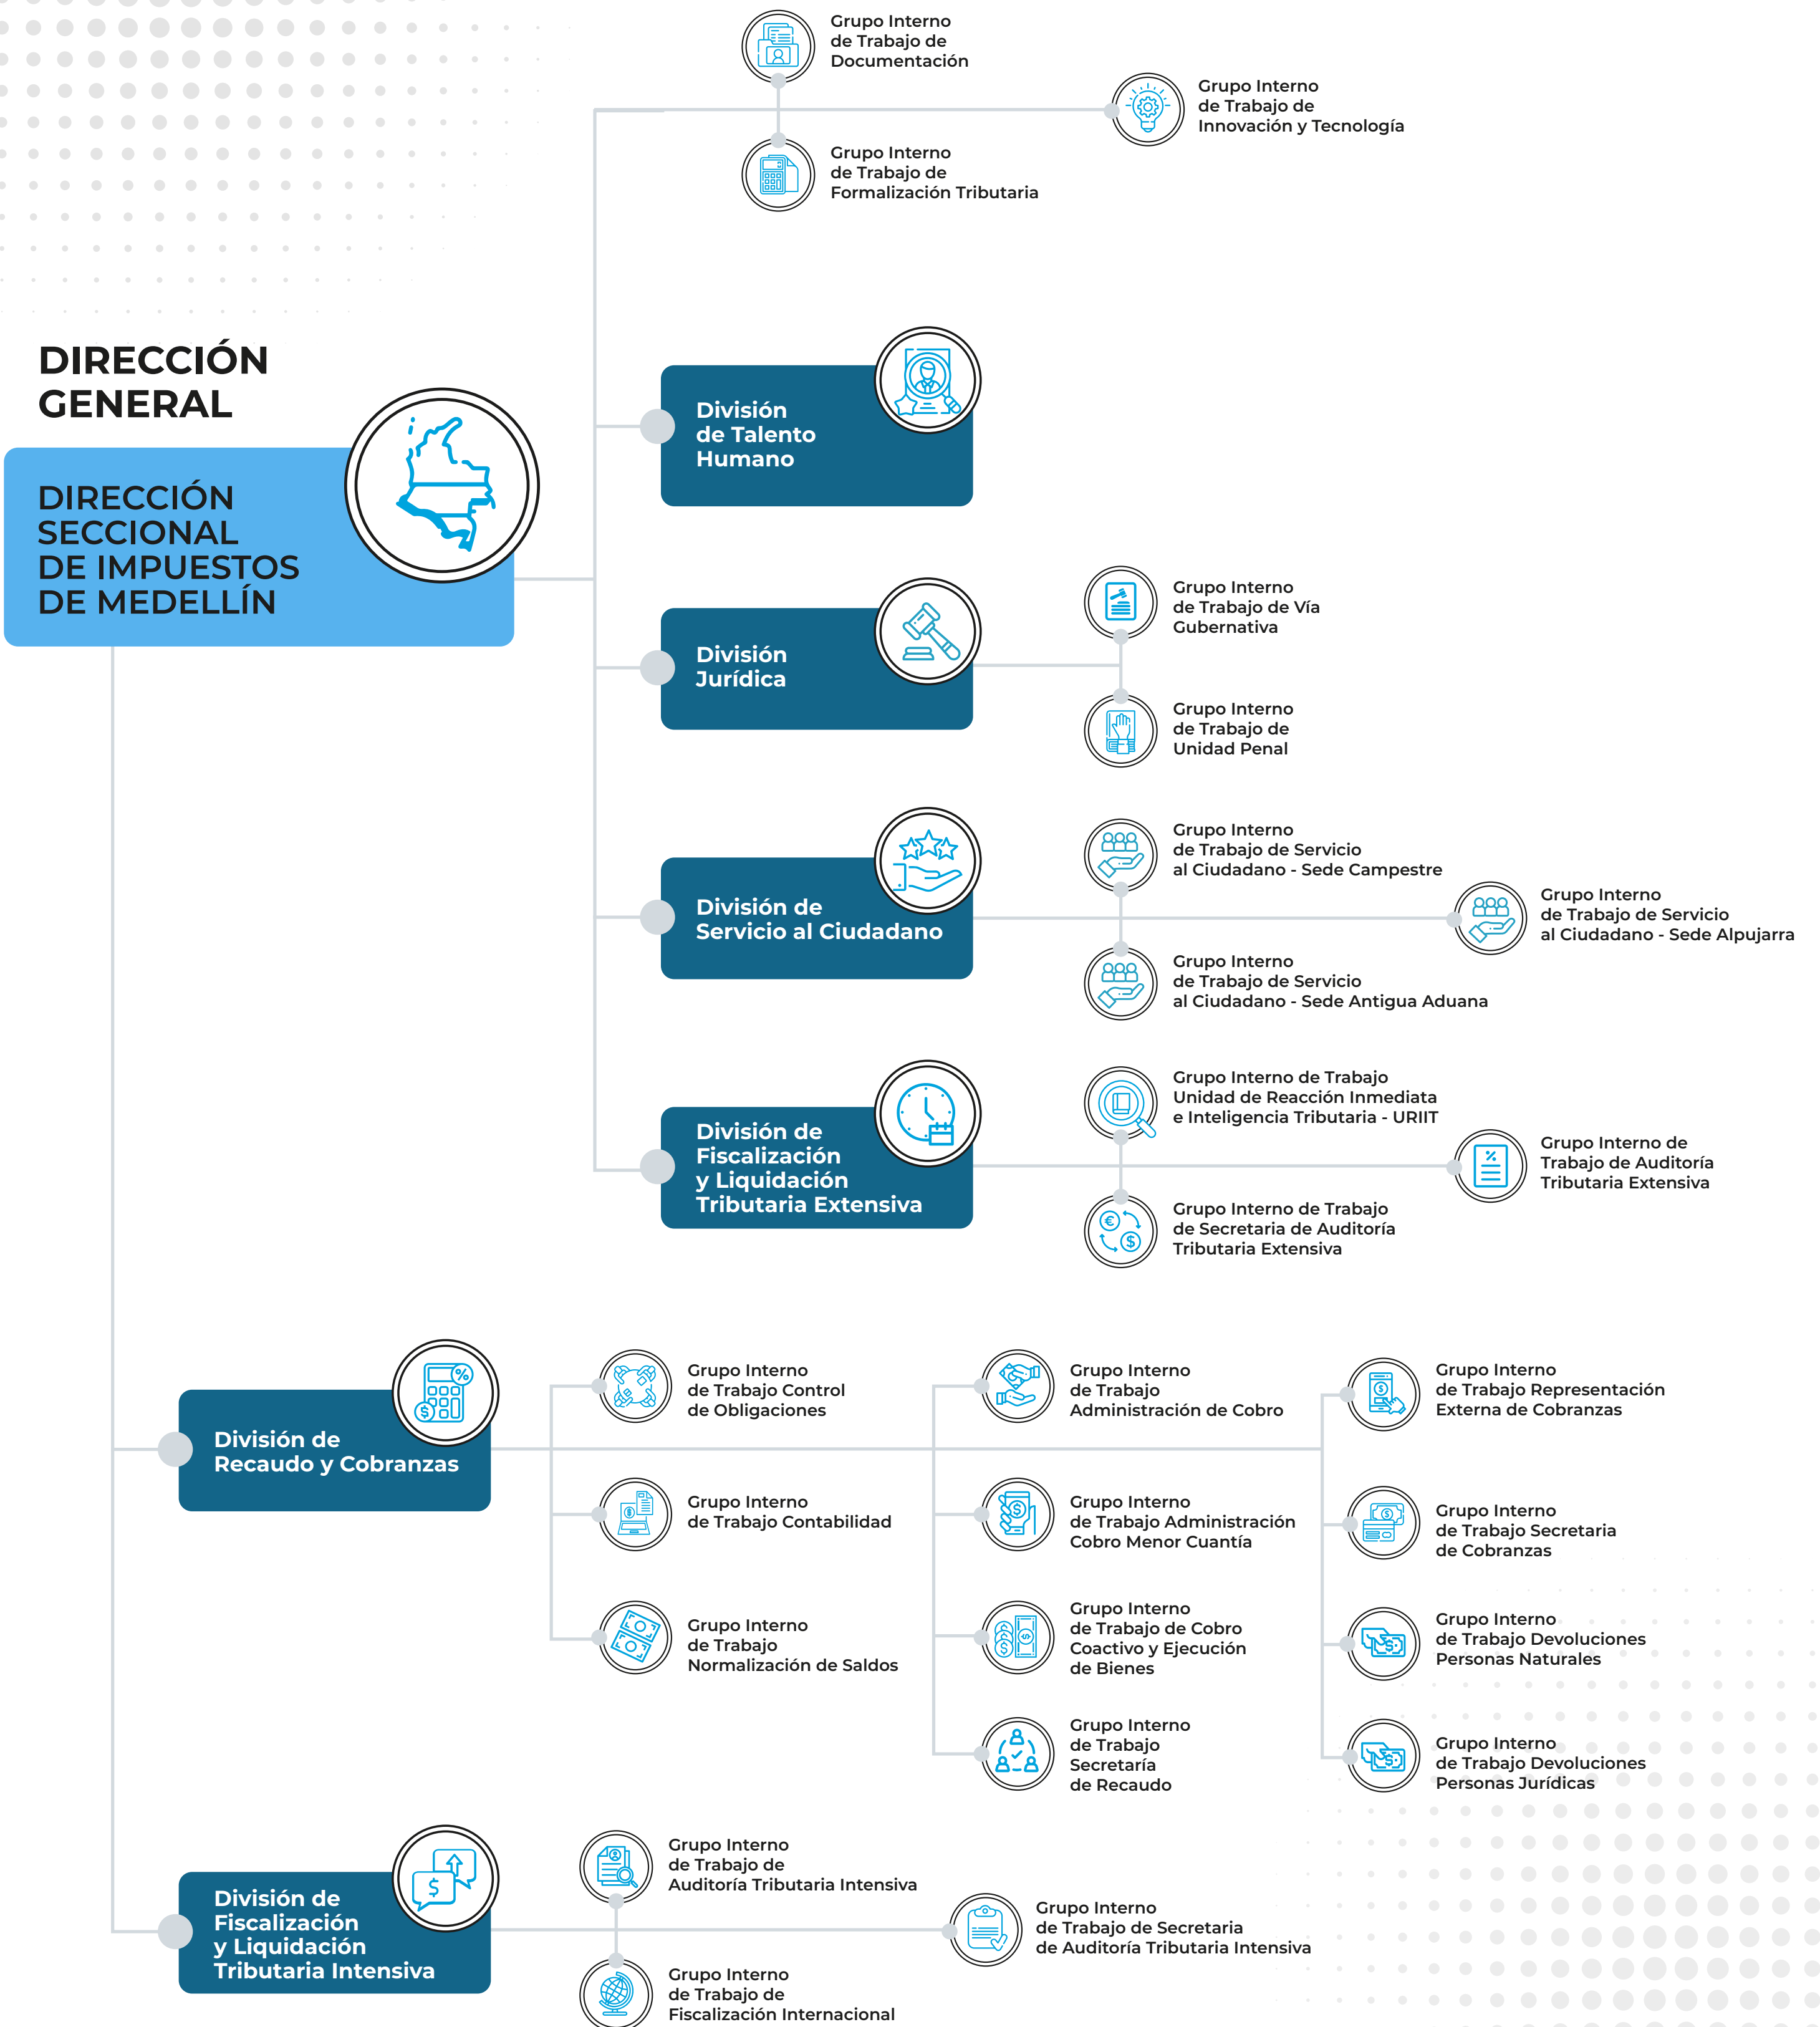 Grupo Interno
de Trabajo de
Documentación
Grupo Interno
de Trabajo de
Innovación y Tecnología
Grupo Interno
de Trabajo de
Formalización Tributaria
DIRECCIÓN
GENERAL
DIRECCIÓN
SECCIONAL
DE IMPUESTOS
DE MEDELLÍN
División
de Talento
Humano
División
Jurídica
Grupo Interno
de Trabajo de Vía
Gubernativa
Grupo Interno
de Trabajo de
Unidad Penal
División de
Servicio al Ciudadano
Grupo Interno
de Trabajo de Servicio
al Ciudadano - Sede Campestre
Grupo Interno
de Trabajo de Servicio
al Ciudadano - Sede Alpujarra
Grupo Interno
de Trabajo de Servicio
al Ciudadano - Sede Antigua Aduana
División de
Fiscalización
y Liquidación
Tributaria Extensiva
Grupo Interno de Trabajo
Unidad de Reacción Inmediata
e Inteligencia Tributaria - URIIT
Grupo Interno de
Trabajo de Auditoría
Tributaria Extensiva
Grupo Interno de Trabajo
de Secretaria de Auditoría
Tributaria Extensiva
División de
Recaudo y Cobranzas
Grupo Interno
de Trabajo Control
de Obligaciones
Grupo Interno
de Trabajo Contabilidad
Grupo Interno
de Trabajo
Normalización de Saldos
Grupo Interno
de Trabajo
Administración de Cobro
Grupo Interno
de Trabajo Administración
Cobro Menor Cuantía
Grupo Interno
de Trabajo de Cobro
Coactivo y Ejecución
de Bienes
Grupo Interno
de Trabajo
Secretaría
de Recaudo
Grupo Interno
de Trabajo Representación
Externa de Cobranzas
Grupo Interno
de Trabajo Secretaria
de Cobranzas
Grupo Interno
de Trabajo Devoluciones
Personas Naturales
Grupo Interno
de Trabajo Devoluciones
Personas Jurídicas
División de
Fiscalización
y Liquidación
Tributaria Intensiva
Grupo Interno
de Trabajo de
Auditoría Tributaria Intensiva
Grupo Interno
de Trabajo de Secretaria
de Auditoría Tributaria Intensiva
Grupo Interno
de Trabajo de
Fiscalización Internacional